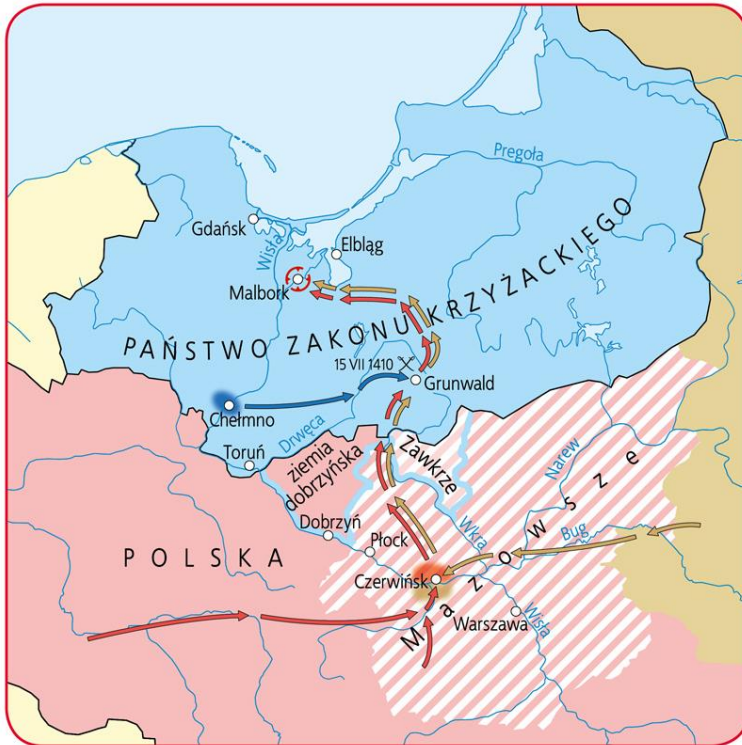 Pregoła
Gdańsk
Wisła
Elbląg
Malbork
PAŃSTWO ZAKONU KRZYŻACKIEGO
15 VII 1410
Grunwald
Chełmno
Drwęca
Toruń
ziemia
dobrzyńska
Zawkrze
Narew
Dobrzyń
Płock
Wkra
Bug
POLSKA
Mazowsze
Czerwińsk
Warszawa
Wisła